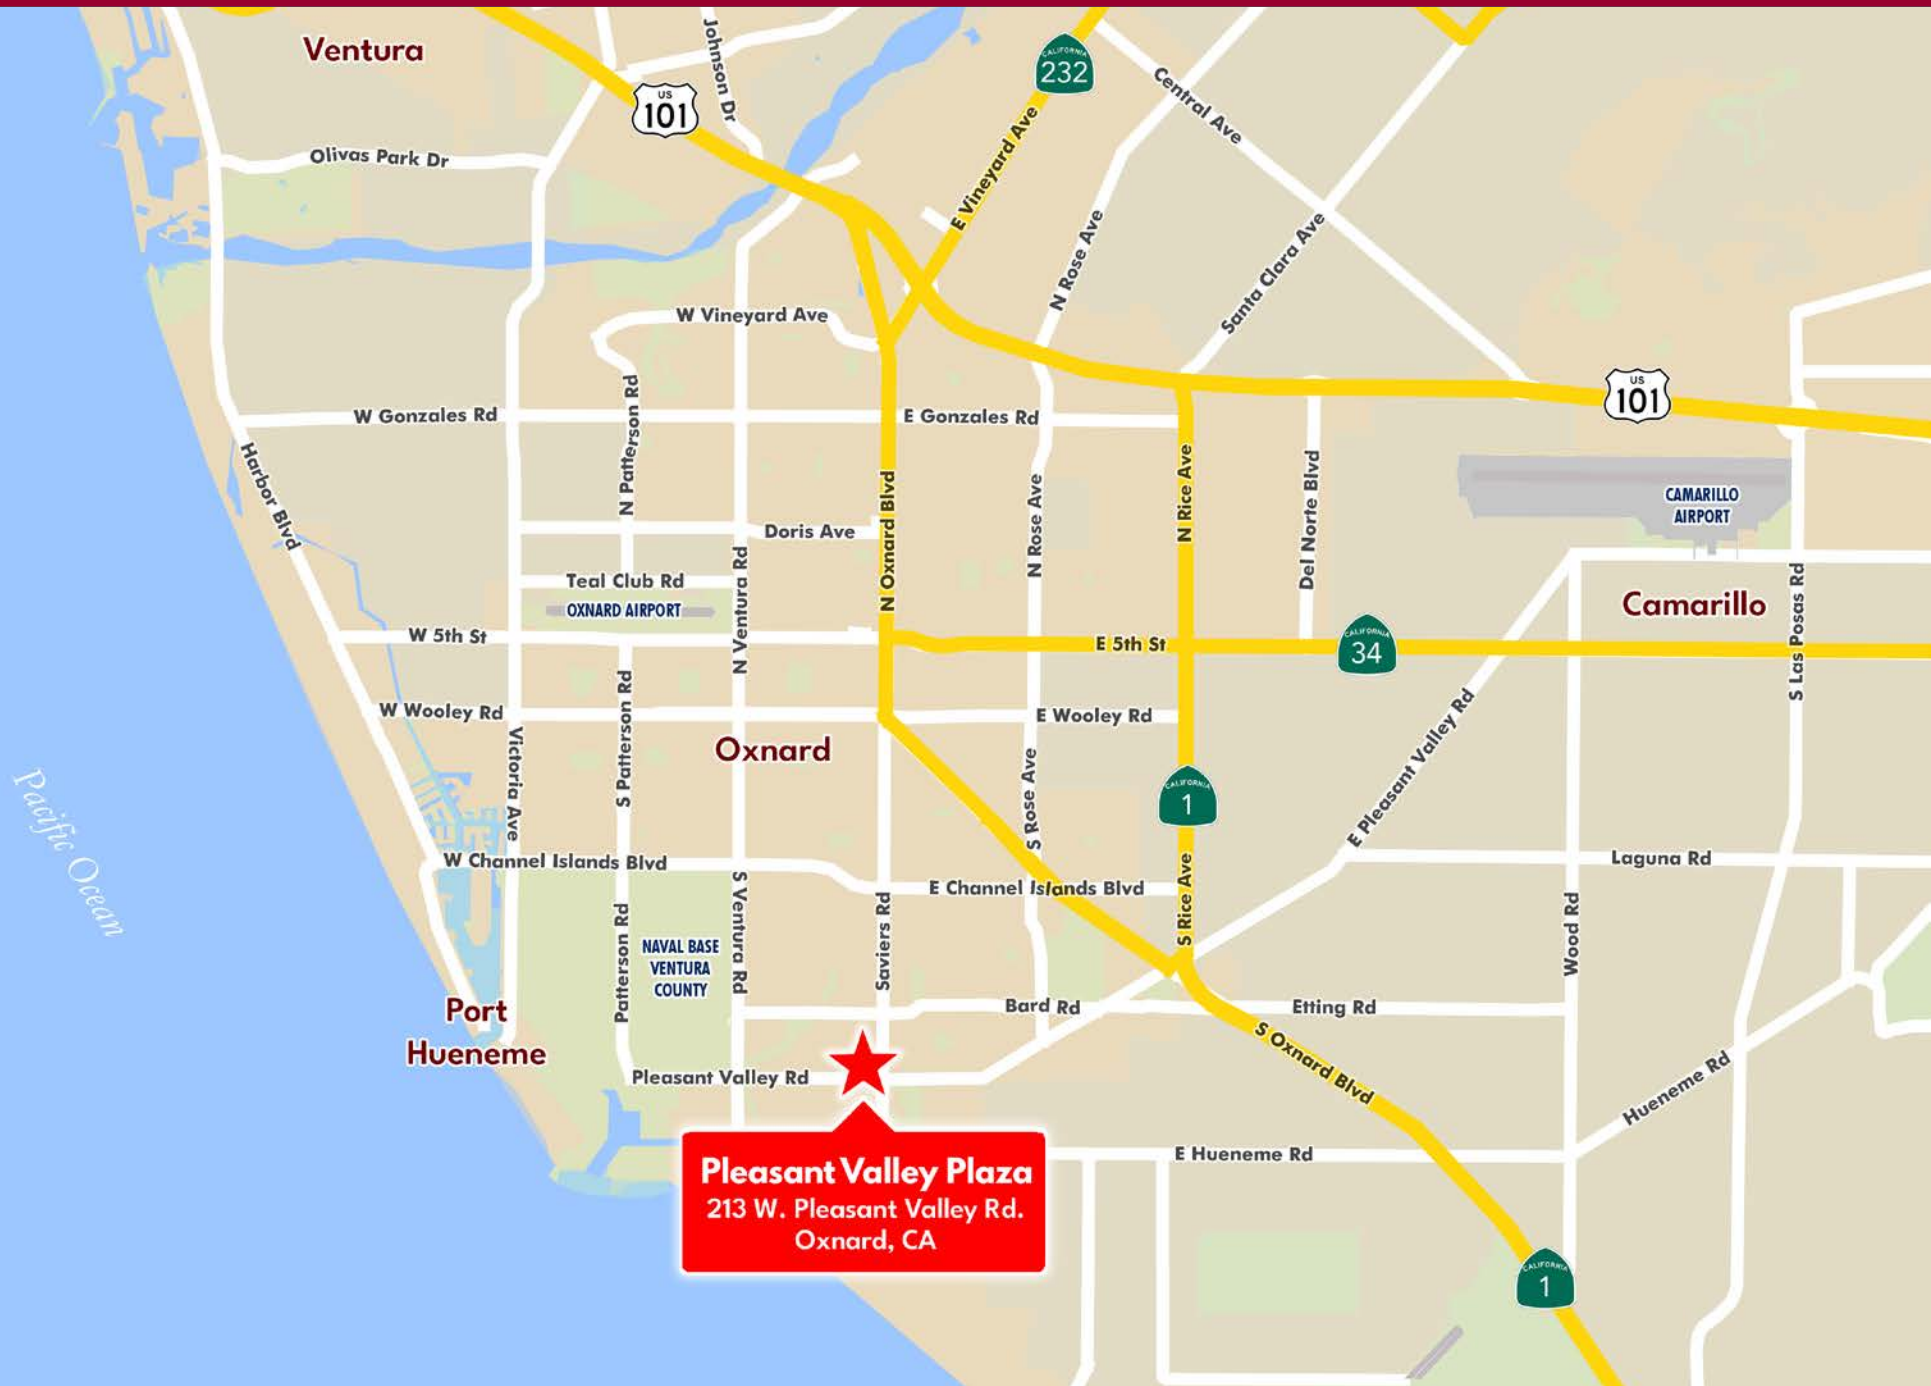 Ventura
US
101
Johnson Dr
CALIFORNIA
232
Central Ave
Olivas Park Dr
E Vineyard Ave
N Rose Ave
Santa Clara Ave
W Vineyard Ave
US
101
W Gonzales Rd
N Patterson Rd
E Gonzales Rd
Harbor Blvd
N Oxnard Blvd
N Rose Ave
N Rice Ave
Del Norte Blvd
CAMARILLO
AIRPORT
Doris Ave
Teal Club Rd
N Ventura Rd
OXNARD AIRPORT
Camarillo
S Las Posas Rd
W 5th St
E 5th St
CALIFORNIA
34
W Wooley Rd
S Patterson Rd
E Wooley Rd
Oxnard
Victoria Ave
S Rose Ave
CALIFORNIA
1
E Pleasant Valley Rd
Pacific Ocean
W Channel Islands Blvd
S Ventura Rd
E Channel Islands Blvd
S Rice Ave
Laguna Rd
Patterson Rd
NAVAL BASE
VENTURA
COUNTY
Saviers Rd
Wood Rd
Port
Hueneme
Bard Rd
Etting Rd
S Oxnard Blvd
Pleasant Valley Rd
Hueneme Rd
E Hueneme Rd
Pleasant Valley Plaza
213 W. Pleasant Valley Rd.
Oxnard, CA
CALIFORNIA
1